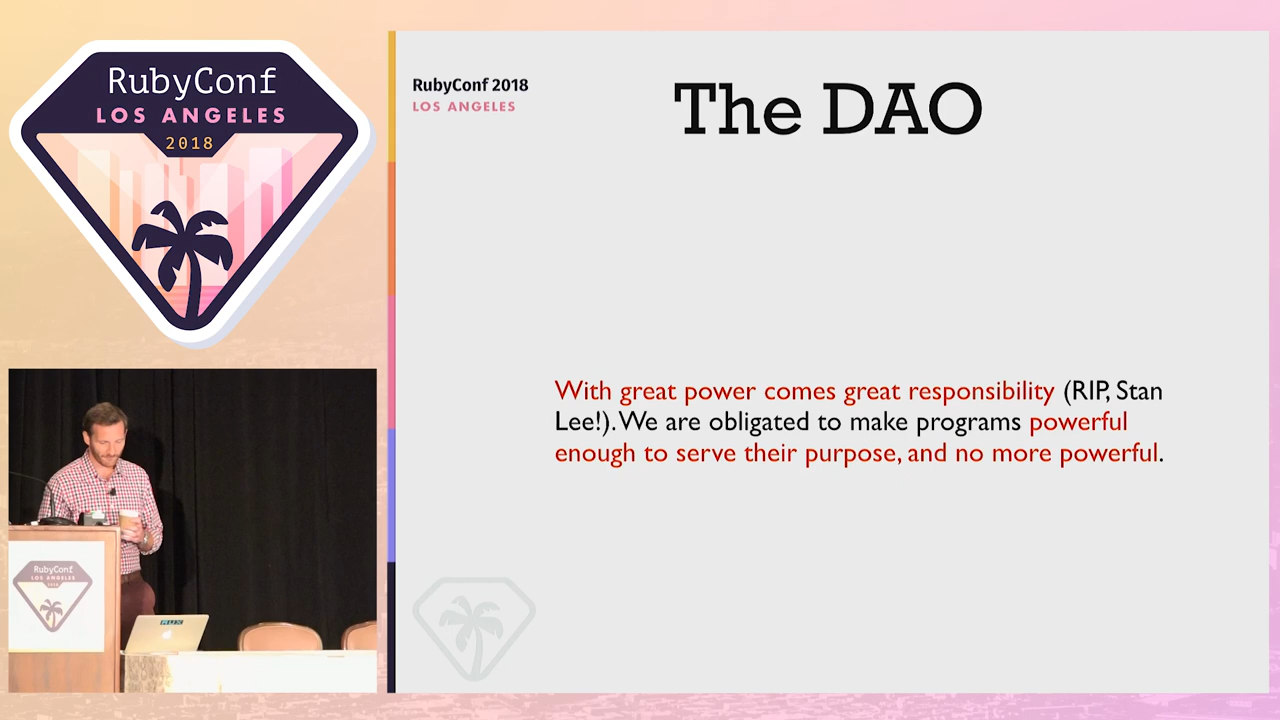 RubyConf
LOS ANGELES
2018
RubyConf 2018
LOS ANGELES
The DAO
With great power comes great responsibility (RIP, Stan
Lee!). We are obligated to make programs powerful
enough to serve their purpose, and no more powerful.
RubyConf
LOS ANGELES
2018